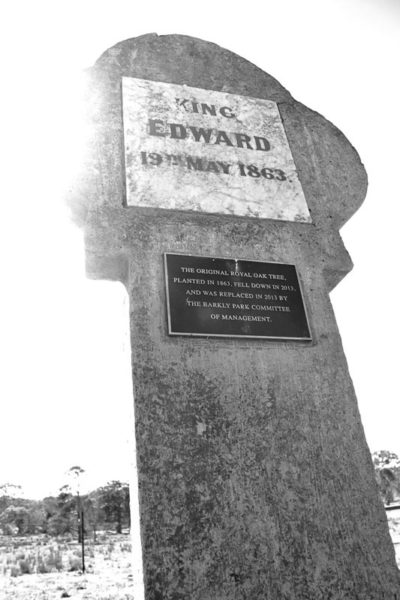 KING
EDWARD
19TH MAY 1863.
THE ORIGINAL ROYAL OAK TREE,
PLANTED IN 1863, FELL DOWN IN 2012,
AND WAS REPLACED IN 2013 BY
THE BARKLY PARK COMMITTEE
OF MANAGEMENT.